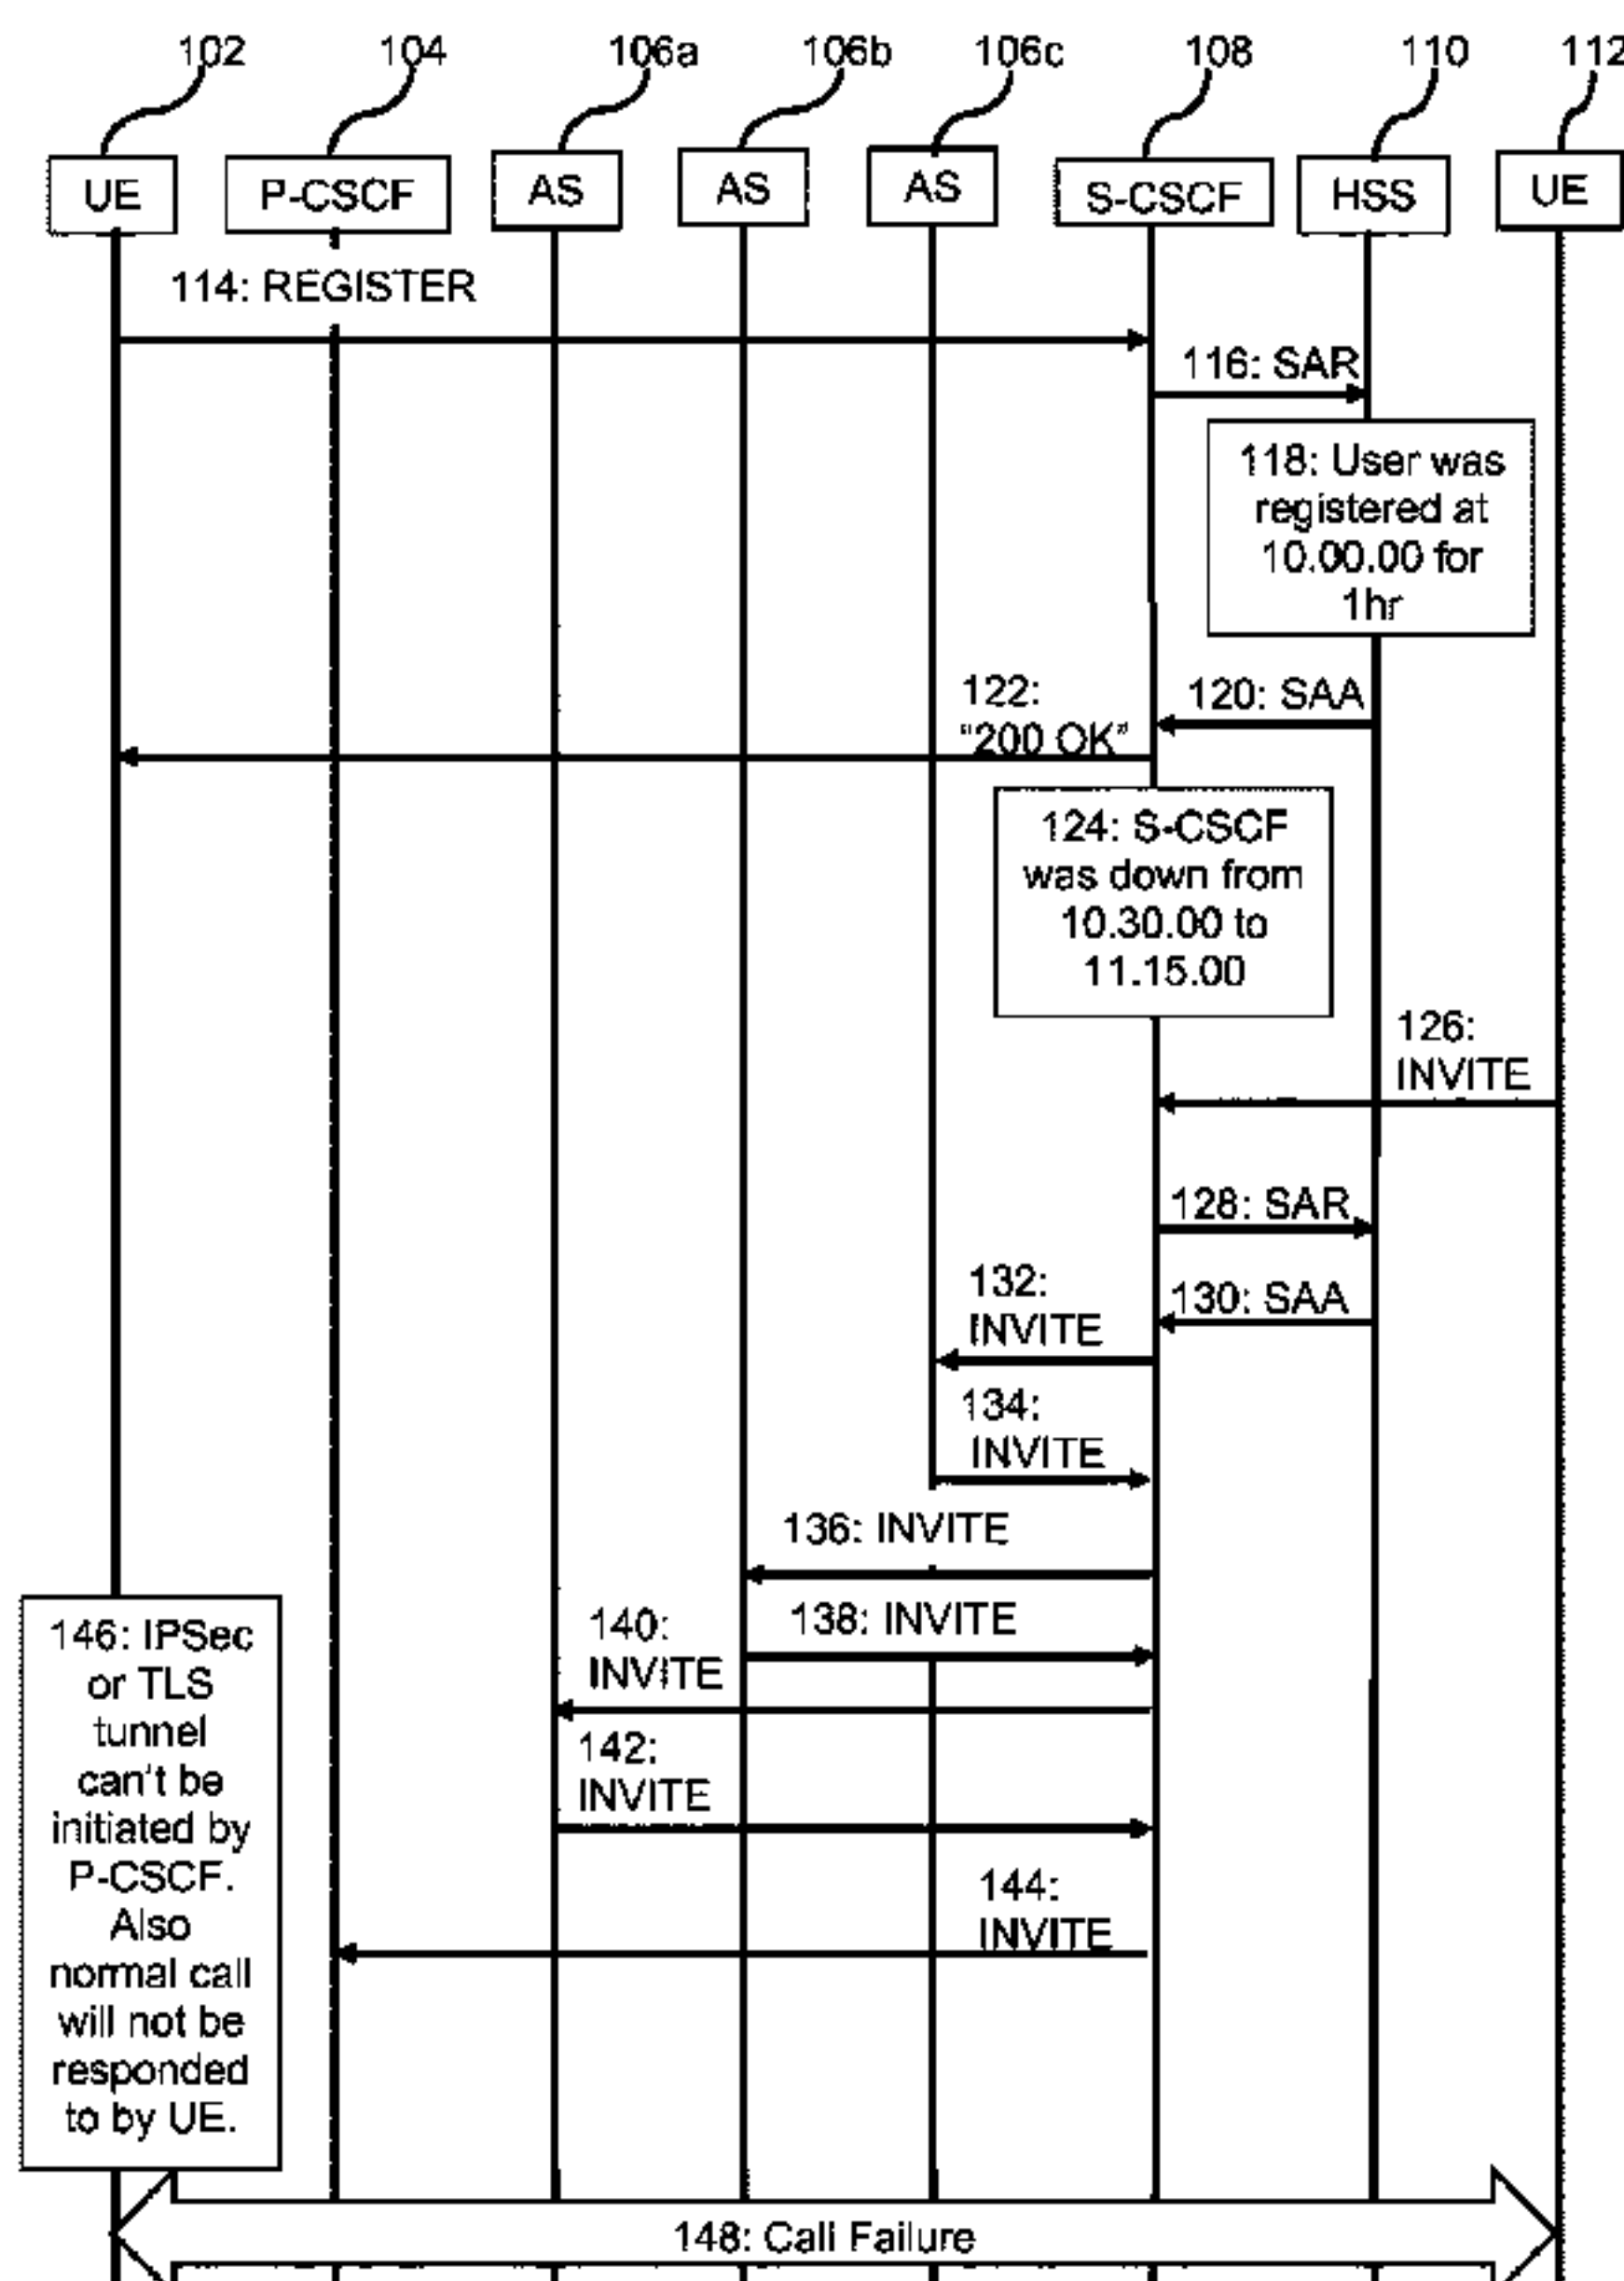 102 104 106a 106b 106c 108 110 112
UE P-CSCF AS AS AS S-CSCF HSS UE
114: REGISTER
116: SAR
118: User was
registered at
10.00.00 for
1hr
120: SAA
122:
"200 OK"
124: S-CSCF
was down from
10.30.00 to
11.15.00
126:
INVITE
128: SAR
130: SAA
132:
INVITE
134:
INVITE
136: INVITE
138: INVITE
140:
INVITE
142:
INVITE
144:
INVITE
146: IPSec
or TLS
tunnel
can't be
initiated by
P-CSCF.
Also
normal call
will not be
responded
to by UE.
148: Call Failure